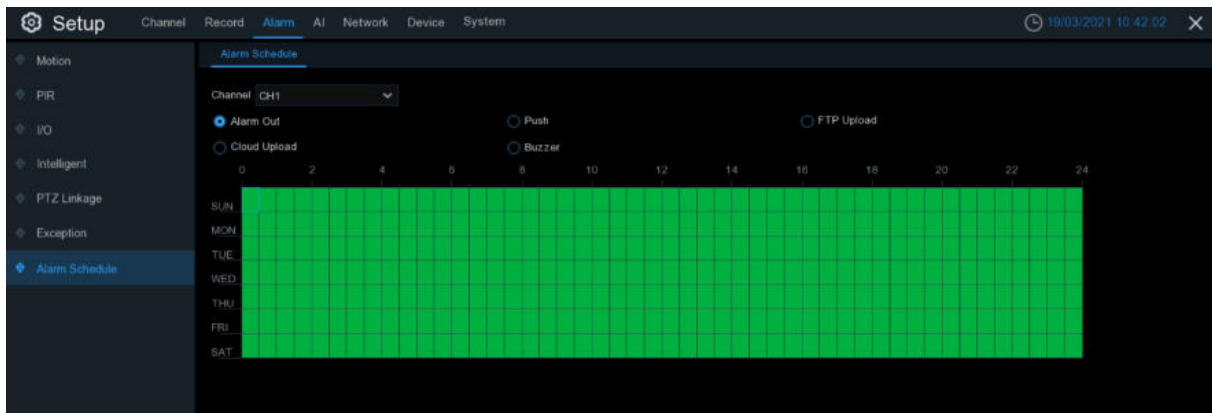 Setup Channel Record Alarm AI Network Device System 19/03/2021 10:42:02
Motion
PIR
I/O
Intelligent
PTZ Linkage
Exception
Alarm Schedule
Alarm Schedule
Channel CH1
Alarm Out Push FTP Upload
Cloud Upload Buzzer
0 2 4 6 8 10 12 14 16 18 20 22 24
SUN
MON
TUE
WED
THU
FRI
SAT